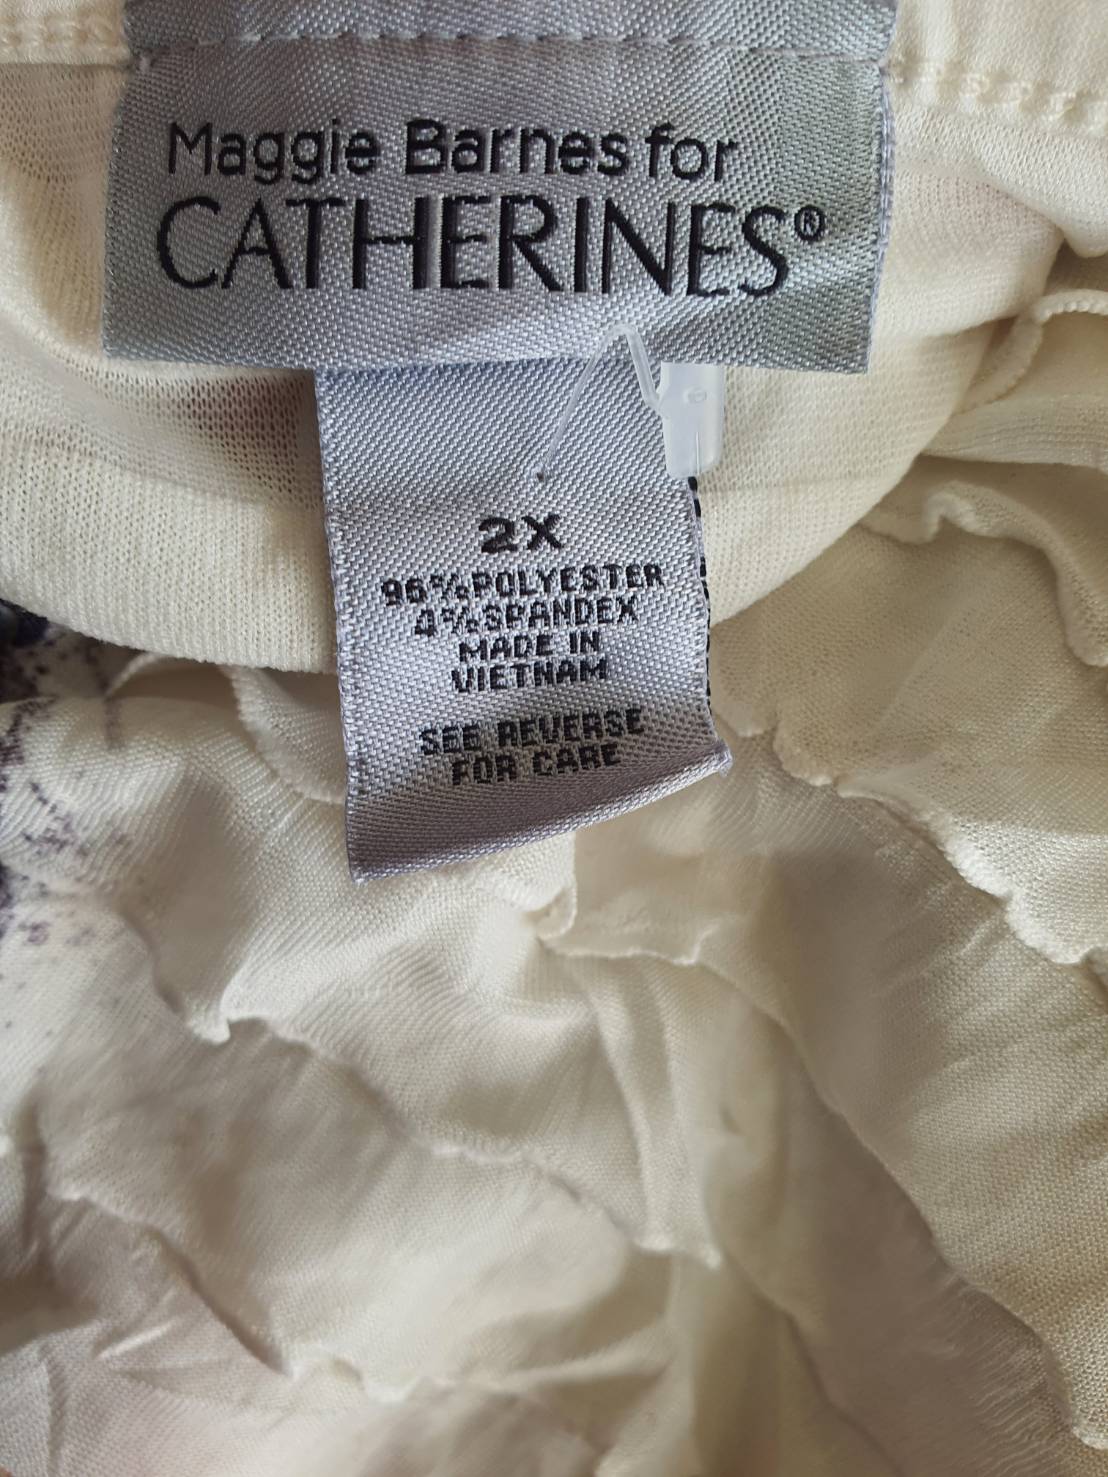 Maggie Barnes for
CATHERINES®
2X
96%POLYESTER
4%SPANDEX
MADE IN
VIETNAM
SEE REVERSE
FOR CARE